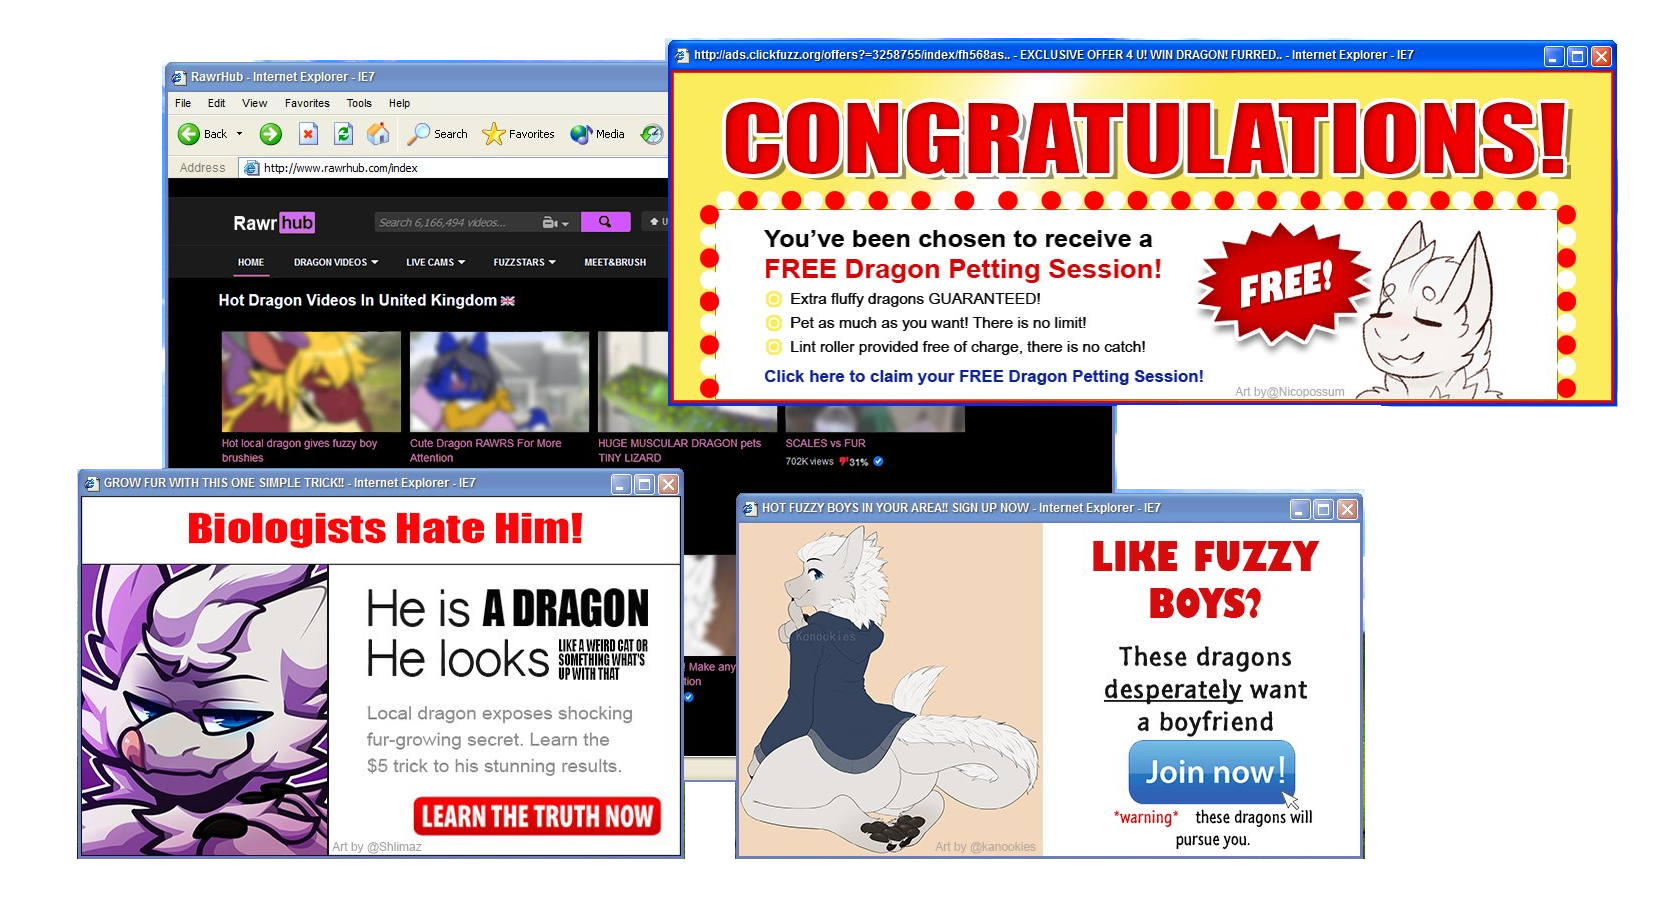 RawrHub - Internet Explorer - IE7
File Edit View Favorites Tools Help
Back Search Favorites Media
Address http://www.rawrhub.com/index
Rawr hub Search 6,166,494 videos...
HOME DRAGON VIDEOS LIVE CAMS FUZZSTARS MEET&BRUSH
Hot Dragon Videos In United Kingdom
Hot local dragon gives fuzzy boy
brushies
Cute Dragon RAWRS For More
Attention
HUGE MUSCULAR DRAGON pets
TINY LIZARD
SCALES vs FUR
702K views 31%
! Make any
tion
http://ads.clickfuzz.org/offers?=3258755/index/fh568as.. - EXCLUSIVE OFFER 4 U! WIN DRAGON! FURRED.. - Internet Explorer - IE7
CONGRATULATIONS!
You’ve been chosen to receive a
FREE Dragon Petting Session!
Extra fluffy dragons GUARANTEED!
Pet as much as you want! There is no limit!
Lint roller provided free of charge, there is no catch!
Click here to claim your FREE Dragon Petting Session!
FREE!
Art by@Nicopossum
GROW FUR WITH THIS ONE SIMPLE TRICK!! - Internet Explorer - IE7
Biologists Hate Him!
He is A DRAGON
He looks LIKE A WEIRD CAT OR
SOMETHING WHAT'S
UP WITH THAT
Local dragon exposes shocking
fur-growing secret. Learn the
$5 trick to his stunning results.
LEARN THE TRUTH NOW
Art by @Shlimaz
HOT FUZZY BOYS IN YOUR AREA!! SIGN UP NOW - Internet Explorer - IE7
Kanookies
LIKE FUZZY
BOYS?
These dragons
desperately want
a boyfriend
Join now!
*warning* these dragons will
pursue you.
Art by @kanookies